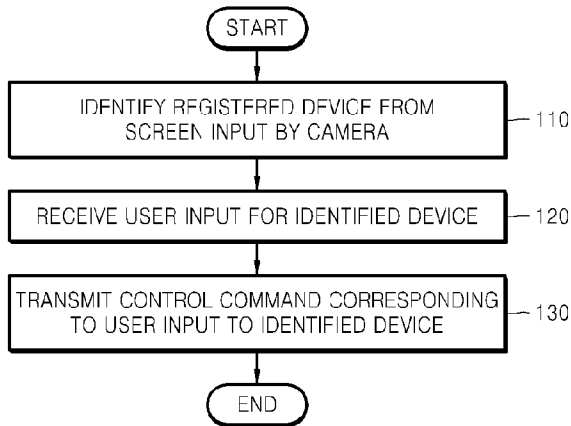 START
IDENTIFY REGISTERED DEVICE FROM
SCREEN INPUT BY CAMERA
110
RECEIVE USER INPUT FOR IDENTIFIED DEVICE
120
TRANSMIT CONTROL COMMAND CORRESPONDING
TO USER INPUT TO IDENTIFIED DEVICE
130
END